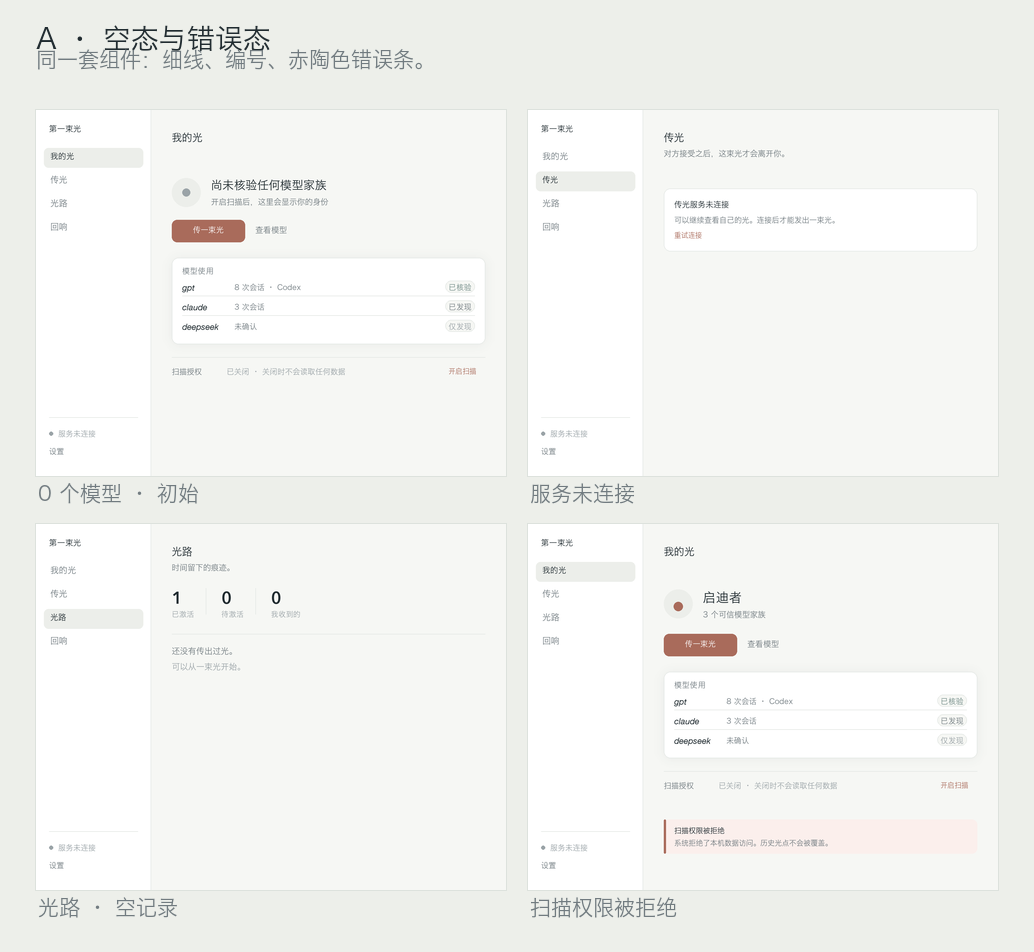 A · 空态与错误态
同一套组件：细线、编号、赤陶色错误条。
第一束光
我的光
传光
光路
回响
服务未连接
设置
我的光
尚未核验任何模型家族
开启扫描后，这里会显示你的身份
传一束光 查看模型
模型使用
gpt 8 次会话 · Codex 已核验
claude 3 次会话 已发现
deepseek 未确认 仅发现
扫描授权 已关闭 · 关闭时不会读取任何数据 开启扫描
0 个模型 · 初始
第一束光
我的光
传光
光路
回响
服务未连接
设置
传光
对方接受之后，这束光才会离开你。
传光服务未连接
可以继续查看自己的光。连接后才能发出一束光。
重试连接
服务未连接
第一束光
我的光
传光
光路
回响
服务未连接
设置
光路
时间留下的痕迹。
1 0 0
已激活 待激活 我收到的
还没有传出过光。
可以从一束光开始。
光路 · 空记录
第一束光
我的光
传光
光路
回响
服务未连接
设置
我的光
启迪者
3 个可信模型家族
传一束光 查看模型
模型使用
gpt 8 次会话 · Codex 已核验
claude 3 次会话 已发现
deepseek 未确认 仅发现
扫描授权 已关闭 · 关闭时不会读取任何数据 开启扫描
扫描权限被拒绝
系统拒绝了本机数据访问。历史光点不会被覆盖。
扫描权限被拒绝